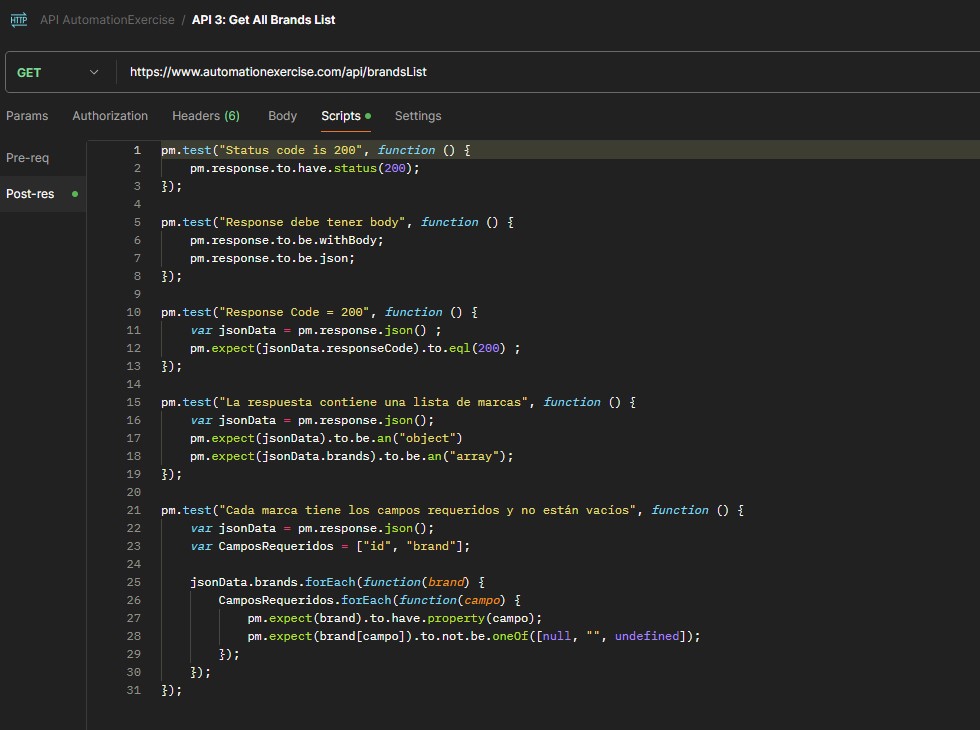 HTTP API AutomationExercise / API 3: Get All Brands List
GET https://www.automationexercise.com/api/brandsList
Params Authorization Headers (6) Body Scripts Settings
Pre-req
Post-res
1 pm.test("Status code is 200", function () {
2 pm.response.to.have.status(200);
3 });
4
5 pm.test("Response debe tener body", function () {
6 pm.response.to.be.withBody;
7 pm.response.to.be.json;
8 });
9
10 pm.test("Response Code = 200", function () {
11 var jsonData = pm.response.json() ;
12 pm.expect(jsonData.responseCode).to.eql(200) ;
13 });
14
15 pm.test("La respuesta contiene una lista de marcas", function () {
16 var jsonData = pm.response.json();
17 pm.expect(jsonData).to.be.an("object")
18 pm.expect(jsonData.brands).to.be.an("array");
19 });
20
21 pm.test("Cada marca tiene los campos requeridos y no están vacíos", function () {
22 var jsonData = pm.response.json();
23 var CamposRequeridos = ["id", "brand"];
24
25 jsonData.brands.forEach(function(brand) {
26 CamposRequeridos.forEach(function(campo) {
27 pm.expect(brand).to.have.property(campo);
28 pm.expect(brand[campo]).to.not.be.oneOf([null, "", undefined]);
29 });
30 });
31 });